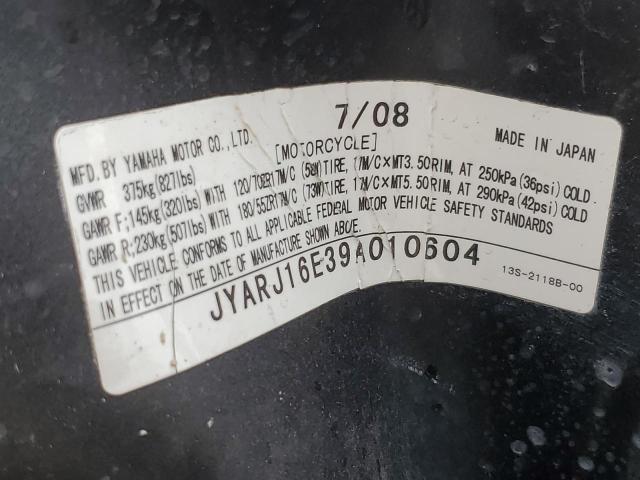 7/08
MFD. BY YAMAHA MOTOR CO., LTD. [MOTORCYCLE] MADE IN JAPAN
GVWR 375kg(827lbs)
GAWR F;145kg(320lbs) WITH 120/70ZR17M/C (58W)TIRE, 17M/C×MT3.50RIM, AT 250kPa(36psi)COLD.
GAWR R;230kg(507lbs) WITH 180/55ZR17M/C (73W)TIRE, 17M/C×MT5.50RIM, AT 290kPa(42psi)COLD
THIS VEHICLE CONFORMS TO ALL APPLICABLE FEDERAL MOTOR VEHICLE SAFETY STANDARDS
IN EFFECT ON THE DATE OF MANUFACTURE SHOWN ABOVE.
JYARJ16E39A010604
13S-2118B-00